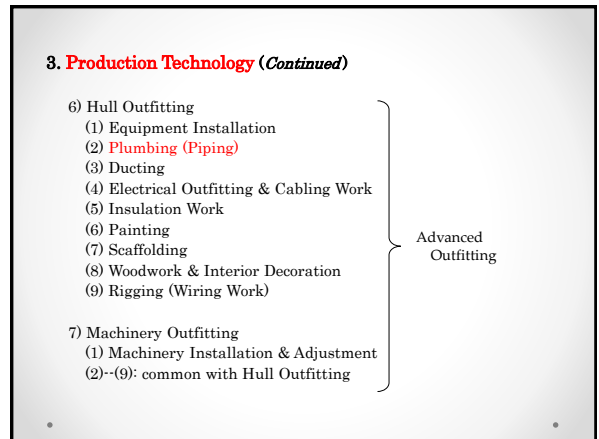 3. Production Technology (Continued)
6) Hull Outfitting
(1) Equipment Installation
(2) Plumbing (Piping)
(3) Ducting
(4) Electrical Outfitting & Cabling Work
(5) Insulation Work
(6) Painting
(7) Scaffolding
(8) Woodwork & Interior Decoration
(9) Rigging (Wiring Work)
Advanced
Outfitting
7) Machinery Outfitting
(1) Machinery Installation & Adjustment
(2)--(9): common with Hull Outfitting